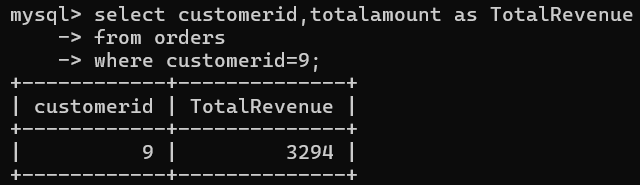 mysql> select customerid,totalamount as TotalRevenue
    -> from orders
    -> where customerid=9;
+------------+--------------+
| customerid | TotalRevenue |
+------------+--------------+
|          9 |         3294 |
+------------+--------------+